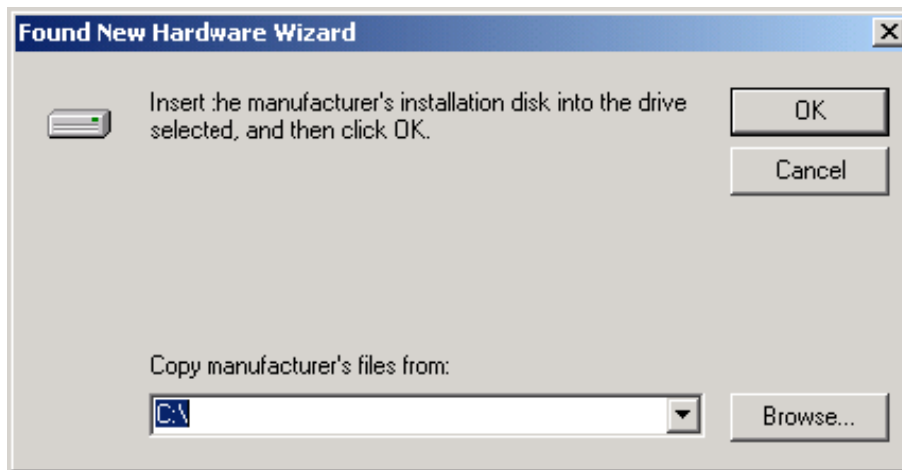 Found New Hardware Wizard
Insert :he manufacturer's installation disk into the drive
selected, and then click OK.
OK
Cancel
Copy manufacturer's files from:
C:\
Browse...